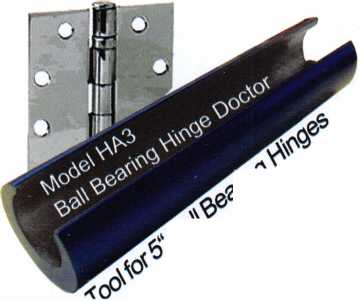 Model HA3
Ball Bearing Hinge Doctor
Tool for 5" Hinges